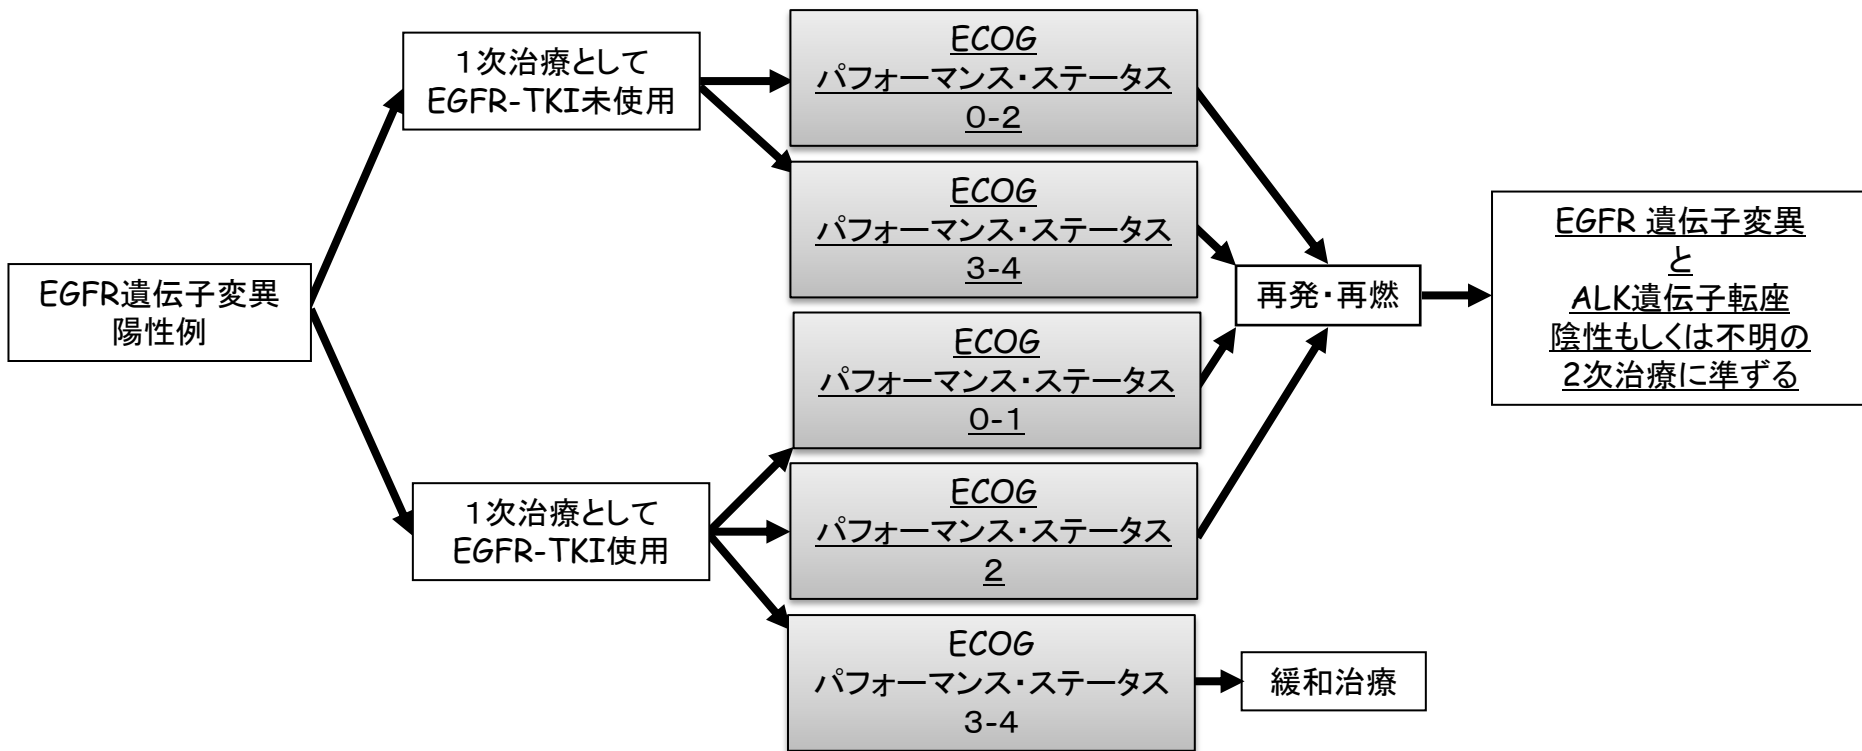 EGFR遺伝子変異
陽性例
１次治療として
EGFR-TKI未使用
１次治療として
EGFR-TKI使用
ECOG
パフォーマンス・ステータス
0-2
ECOG
パフォーマンス・ステータス
3-4
ECOG
パフォーマンス・ステータス
0-1
ECOG
パフォーマンス・ステータス
2
ECOG
パフォーマンス・ステータス
3-4
再発・再燃
緩和治療
EGFR 遺伝子変異
と
ALK遺伝子転座
陰性もしくは不明の
2次治療に準ずる